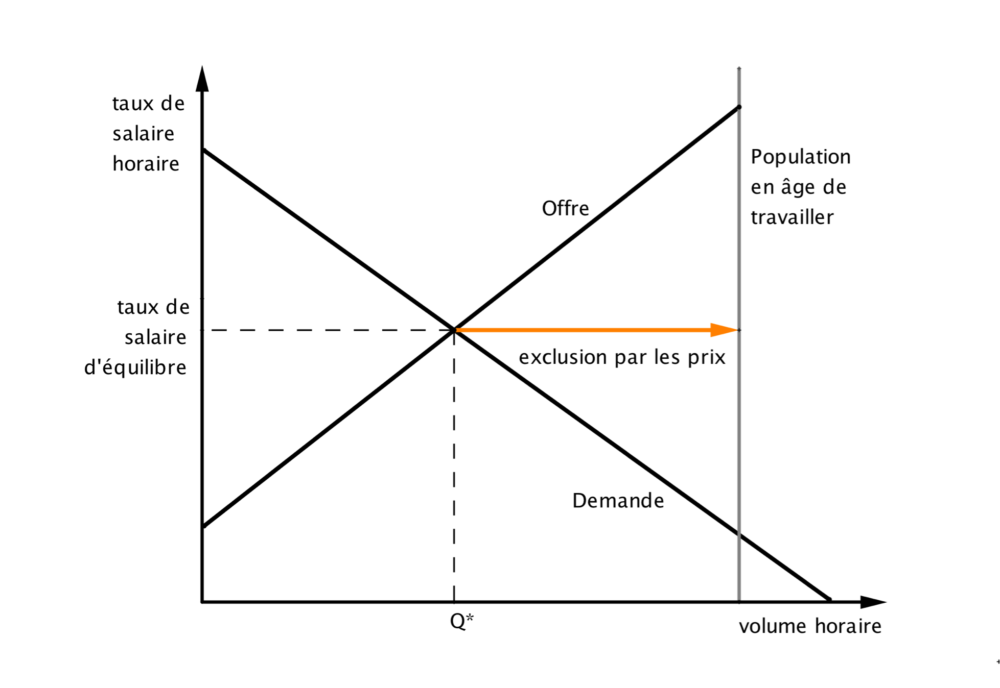 taux de
salaire
horaire
Population
en âge de
travailler
Offre
taux de
salaire
d'équilibre
exclusion par les prix
Demande
Q*
volume horaire